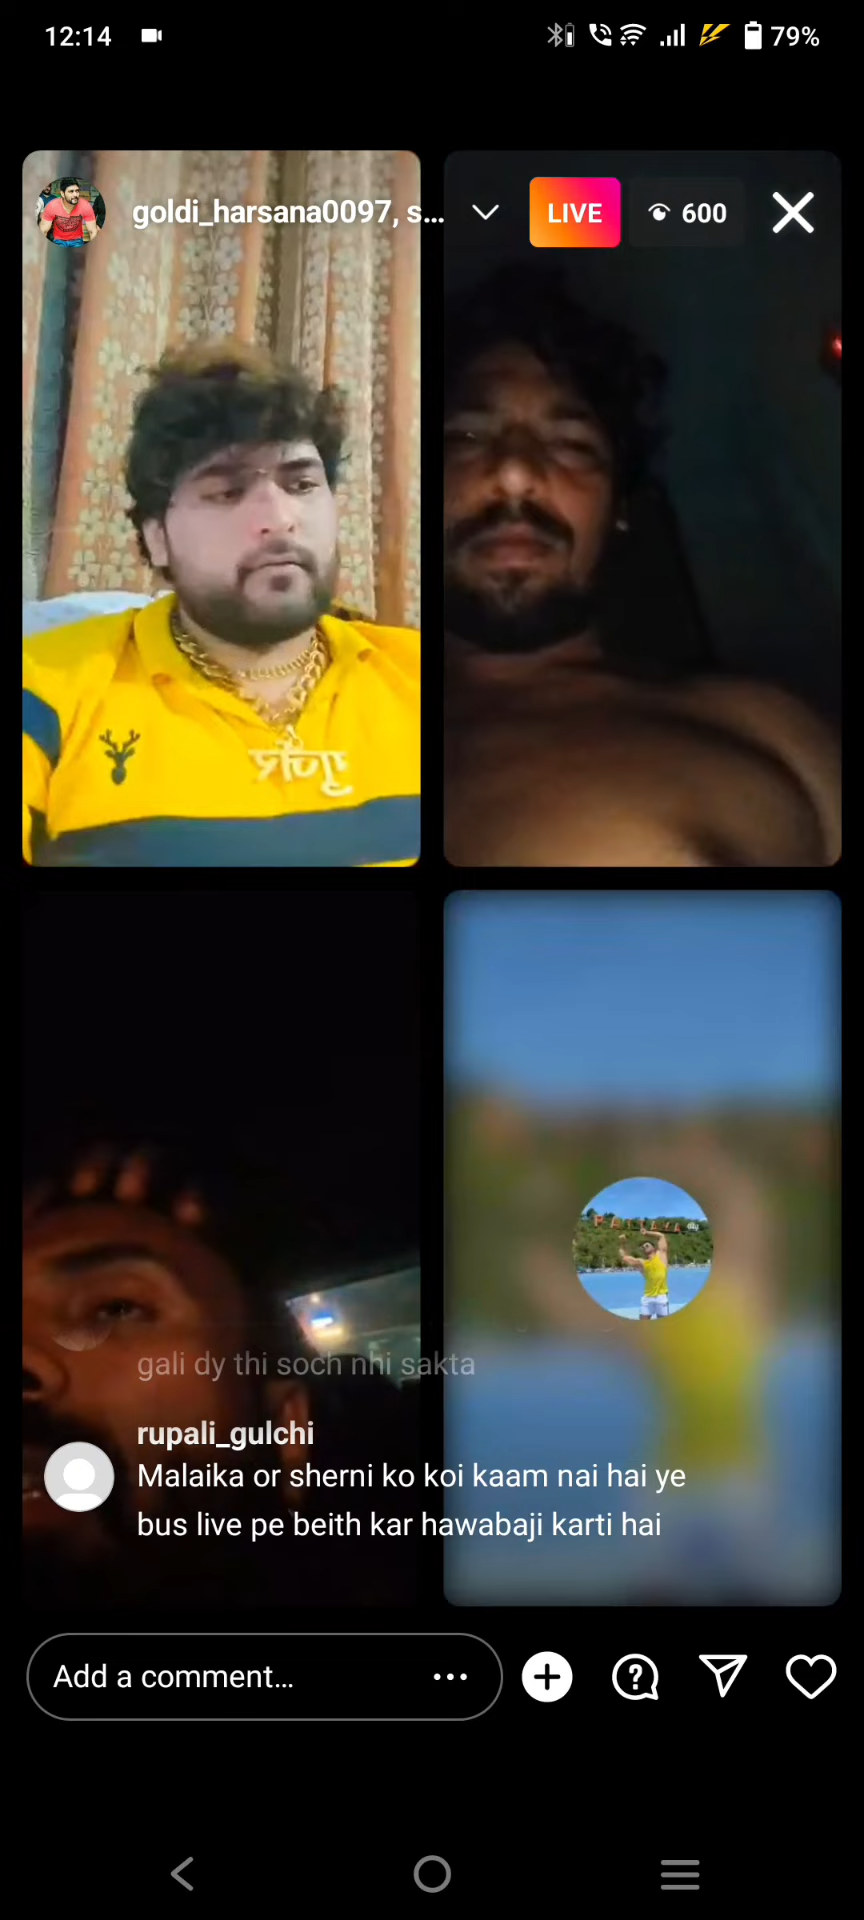 12:14
79%
goldi_harsana0097, s...
LIVE
600
gali dy thi soch nhi sakta
rupali_gulchi
Malaika or sherni ko koi kaam nai hai ye
bus live pe beith kar hawabaji karti hai
Add a comment...